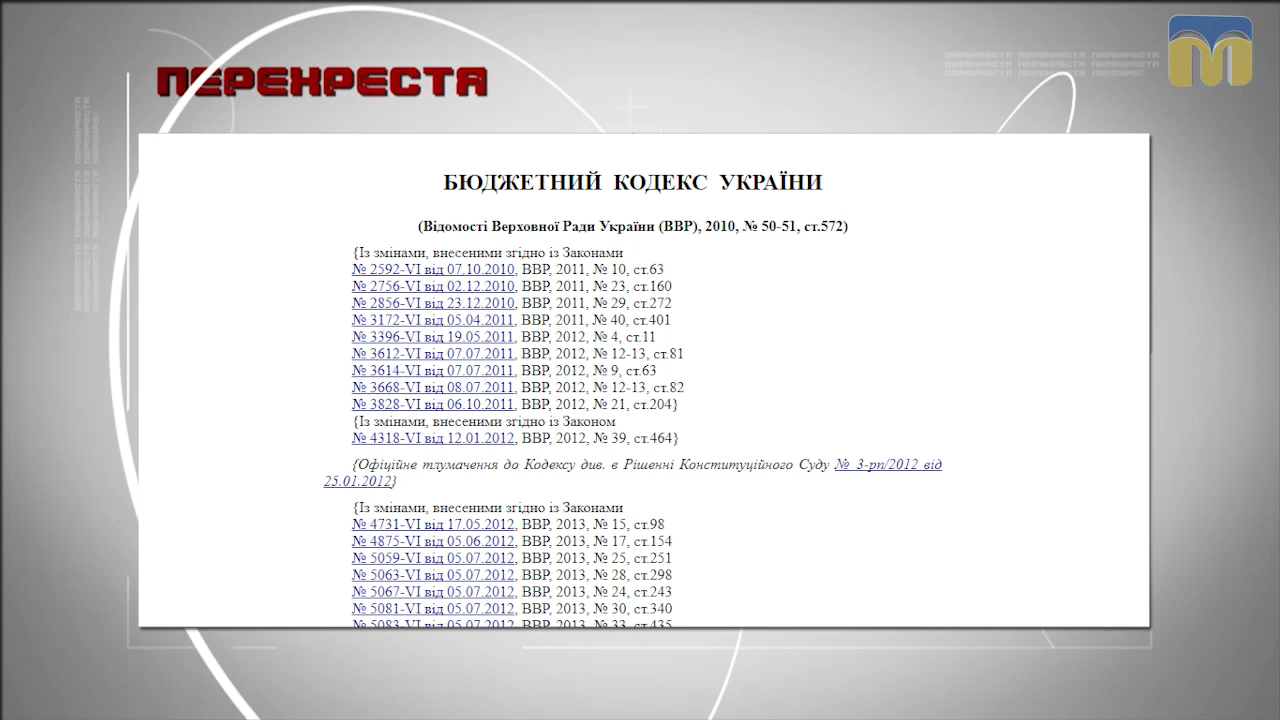 ПЕРЕХРЕСТЯ
БЮДЖЕТНИЙ КОДЕКС УКРАЇНИ
(Відомості Верховної Ради України (ВВР), 2010, № 50-51, ст.572)
{Із змінами, внесеними згідно із Законами
№ 2592-VI від 07.10.2010, ВВР, 2011, № 10, ст.63
№ 2756-VI від 02.12.2010, ВВР, 2011, № 23, ст.160
№ 2856-VI від 23.12.2010, ВВР, 2011, № 29, ст.272
№ 3172-VI від 05.04.2011, ВВР, 2011, № 40, ст.401
№ 3396-VI від 19.05.2011, ВВР, 2012, № 4, ст.11
№ 3612-VI від 07.07.2011, ВВР, 2012, № 12-13, ст.81
№ 3614-VI від 07.07.2011, ВВР, 2012, № 9, ст.63
№ 3668-VI від 08.07.2011, ВВР, 2012, № 12-13, ст.82
№ 3828-VI від 06.10.2011, ВВР, 2012, № 21, ст.204}
{Із змінами, внесеними згідно із Законом
№ 4318-VI від 12.01.2012, ВВР, 2012, № 39, ст.464}
{Офіційне тлумачення до Кодексу див. в Рішенні Конституційного Суду № 3-рп/2012 від
25.01.2012}
{Із змінами, внесеними згідно із Законами
№ 4731-VI від 17.05.2012, ВВР, 2013, № 15, ст.98
№ 4875-VI від 05.06.2012, ВВР, 2013, № 17, ст.154
№ 5059-VI від 05.07.2012, ВВР, 2013, № 25, ст.251
№ 5063-VI від 05.07.2012, ВВР, 2013, № 28, ст.298
№ 5067-VI від 05.07.2012, ВВР, 2013, № 24, ст.243
№ 5081-VI від 05.07.2012, ВВР, 2013, № 30, ст.340
№ 5083-VI від 05.07.2012, ВВР, 2013, № 33, ст.435